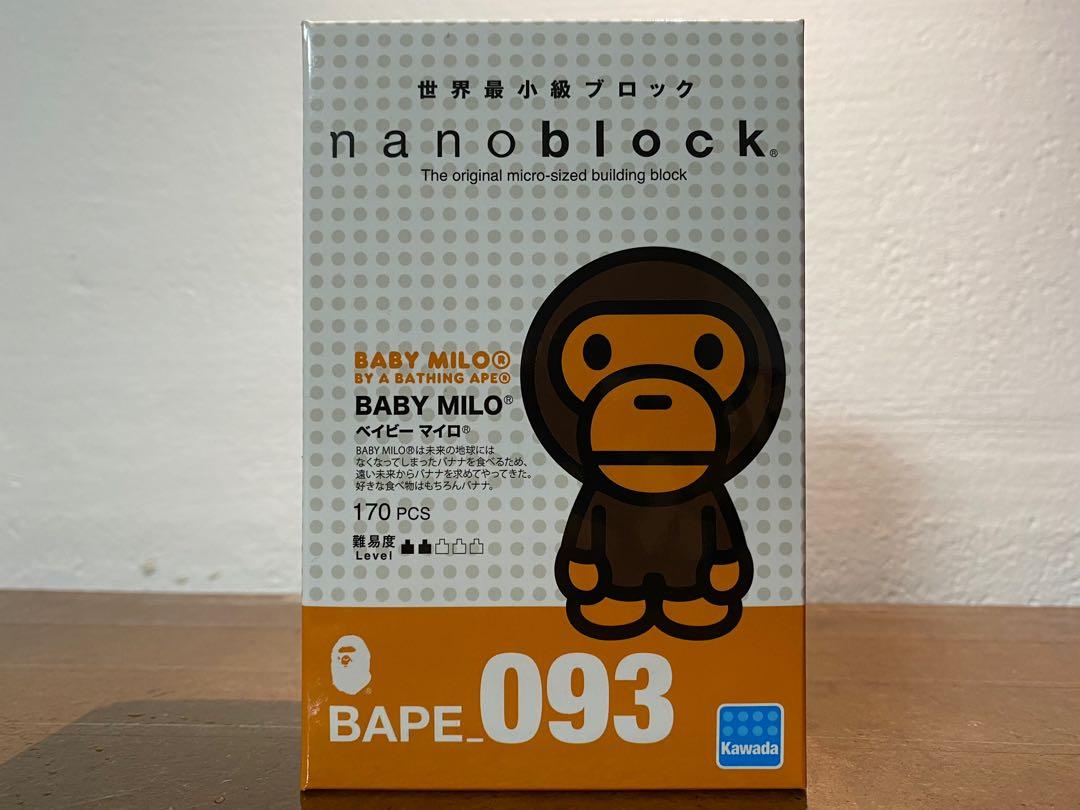 世界最小級ブロック
nanoblock®
The original micro-sized building block
BABY MILO®
BY A BATHING APE®
BABY MILO®
ベイビー マイロ®
BABY MILO®は未来の地球には
なくなってしまったバナナを食べるため、
遠い未来からバナナを求めてやってきた。
好きな食べ物はもちろんバナナ。
170 PCS
難易度
Level
®
BAPE_093
Kawada